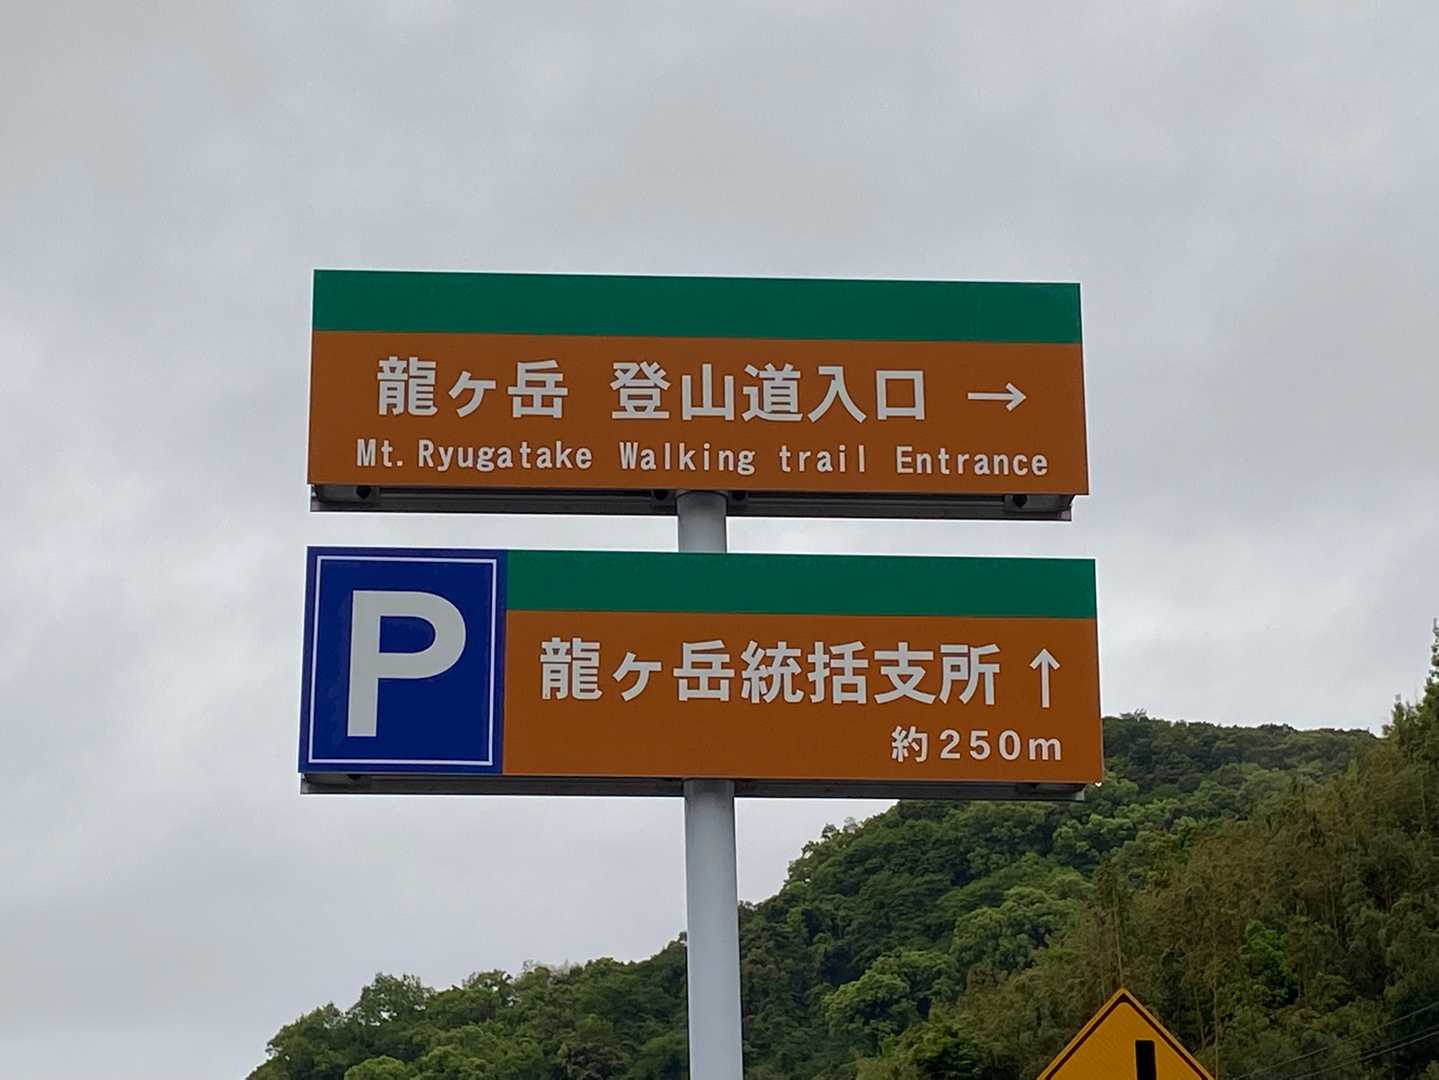 龍ヶ岳 登山道入口 →
Mt. Ryugatake Walking trail Entrance
P
龍ヶ岳統括支所 ↑
約250m